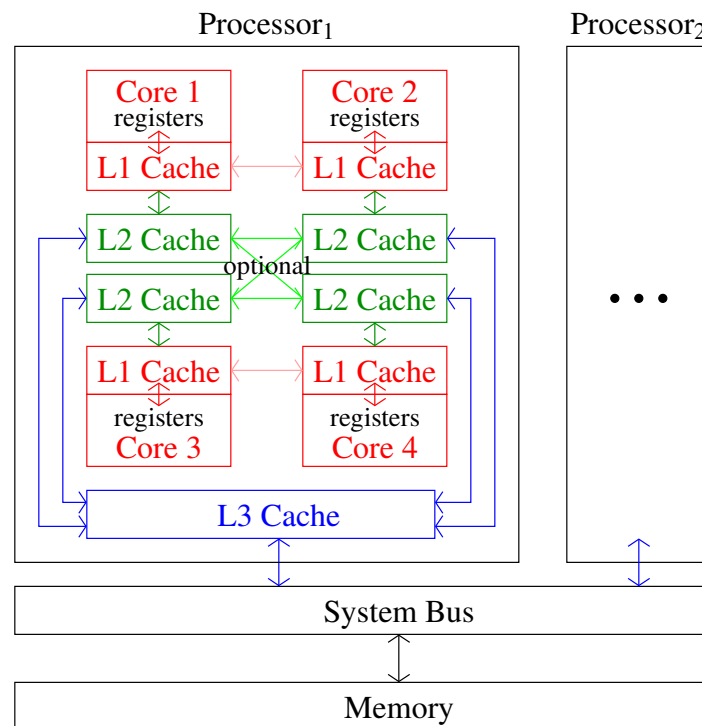 Processor1 Processor2
Core 1 Core 2
registers registers
L1 Cache L1 Cache
L2 Cache L2 Cache
optional
L2 Cache L2 Cache
L1 Cache L1 Cache
registers registers
Core 3 Core 4
L3 Cache
System Bus
Memory